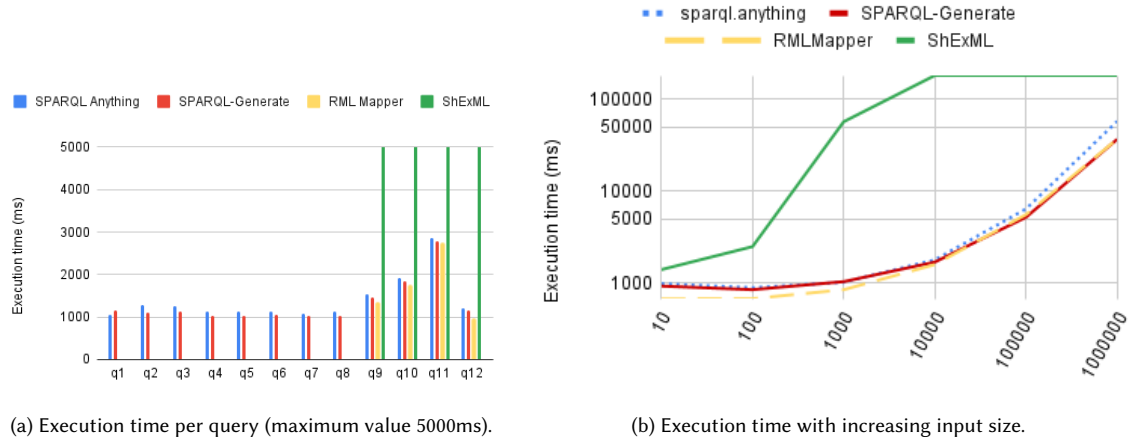 SPARQL Anything SPARQL-Generate RML Mapper ShExML
Execution time (ms)
5000
4000
3000
2000
1000
0
q1 q2 q3 q4 q5 q6 q7 q8 q9 q10 q11 q12
(a) Execution time per query (maximum value 5000ms).
sparql.anything SPARQL-Generate
RMLMapper ShExML
Execution time (ms)
100000
50000
10000
5000
1000
10 100 1000 10000 100000 1000000
(b) Execution time with increasing input size.